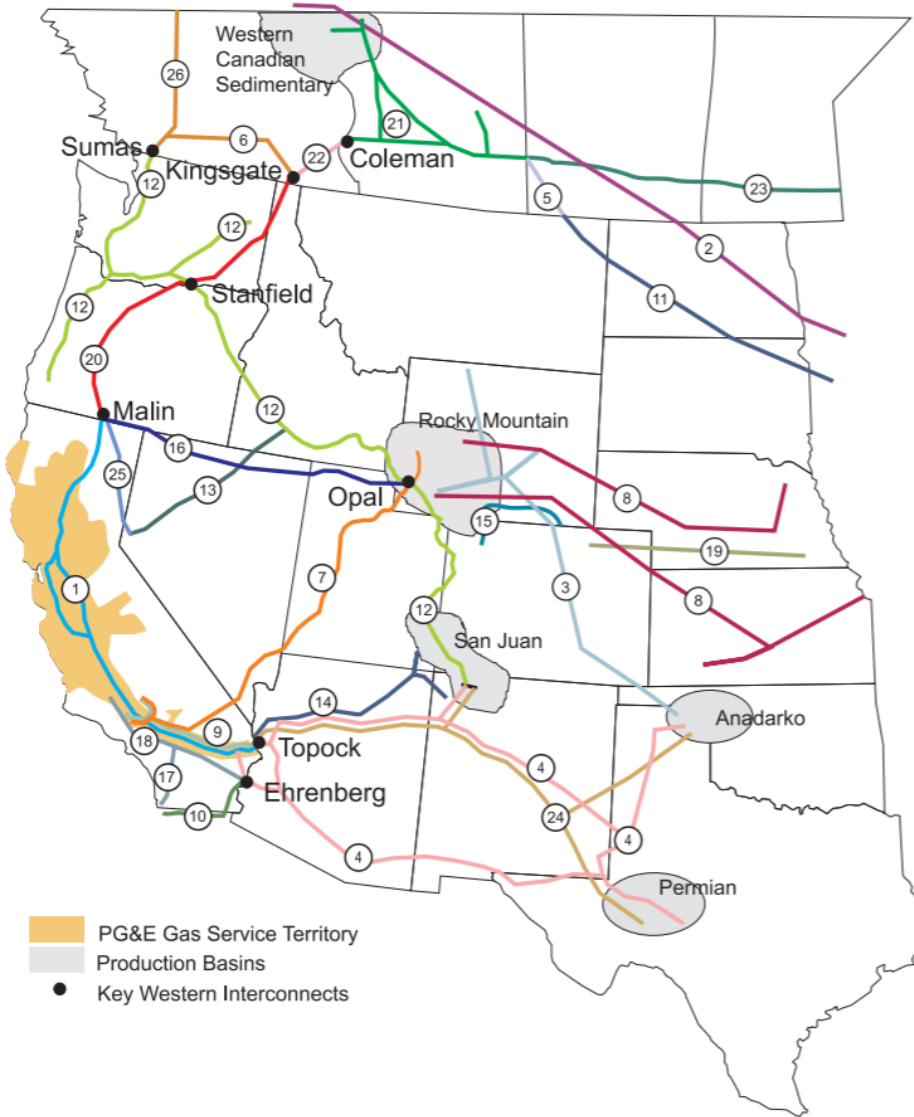 Western
Canadian
Sedimentary
26
21
6
Sumas
22
Coleman
Kingsgate
12
23
5
12
2
Stanfield
11
12
20
Malin
12
Rocky Mountain
16
25
13
Opal
8
15
19
7
3
1
12
8
San Juan
14
9
Anadarko
18
Topock
4
17
Ehrenberg
10
24
4
4
Permian
PG&E Gas Service Territory
Production Basins
Key Western Interconnects